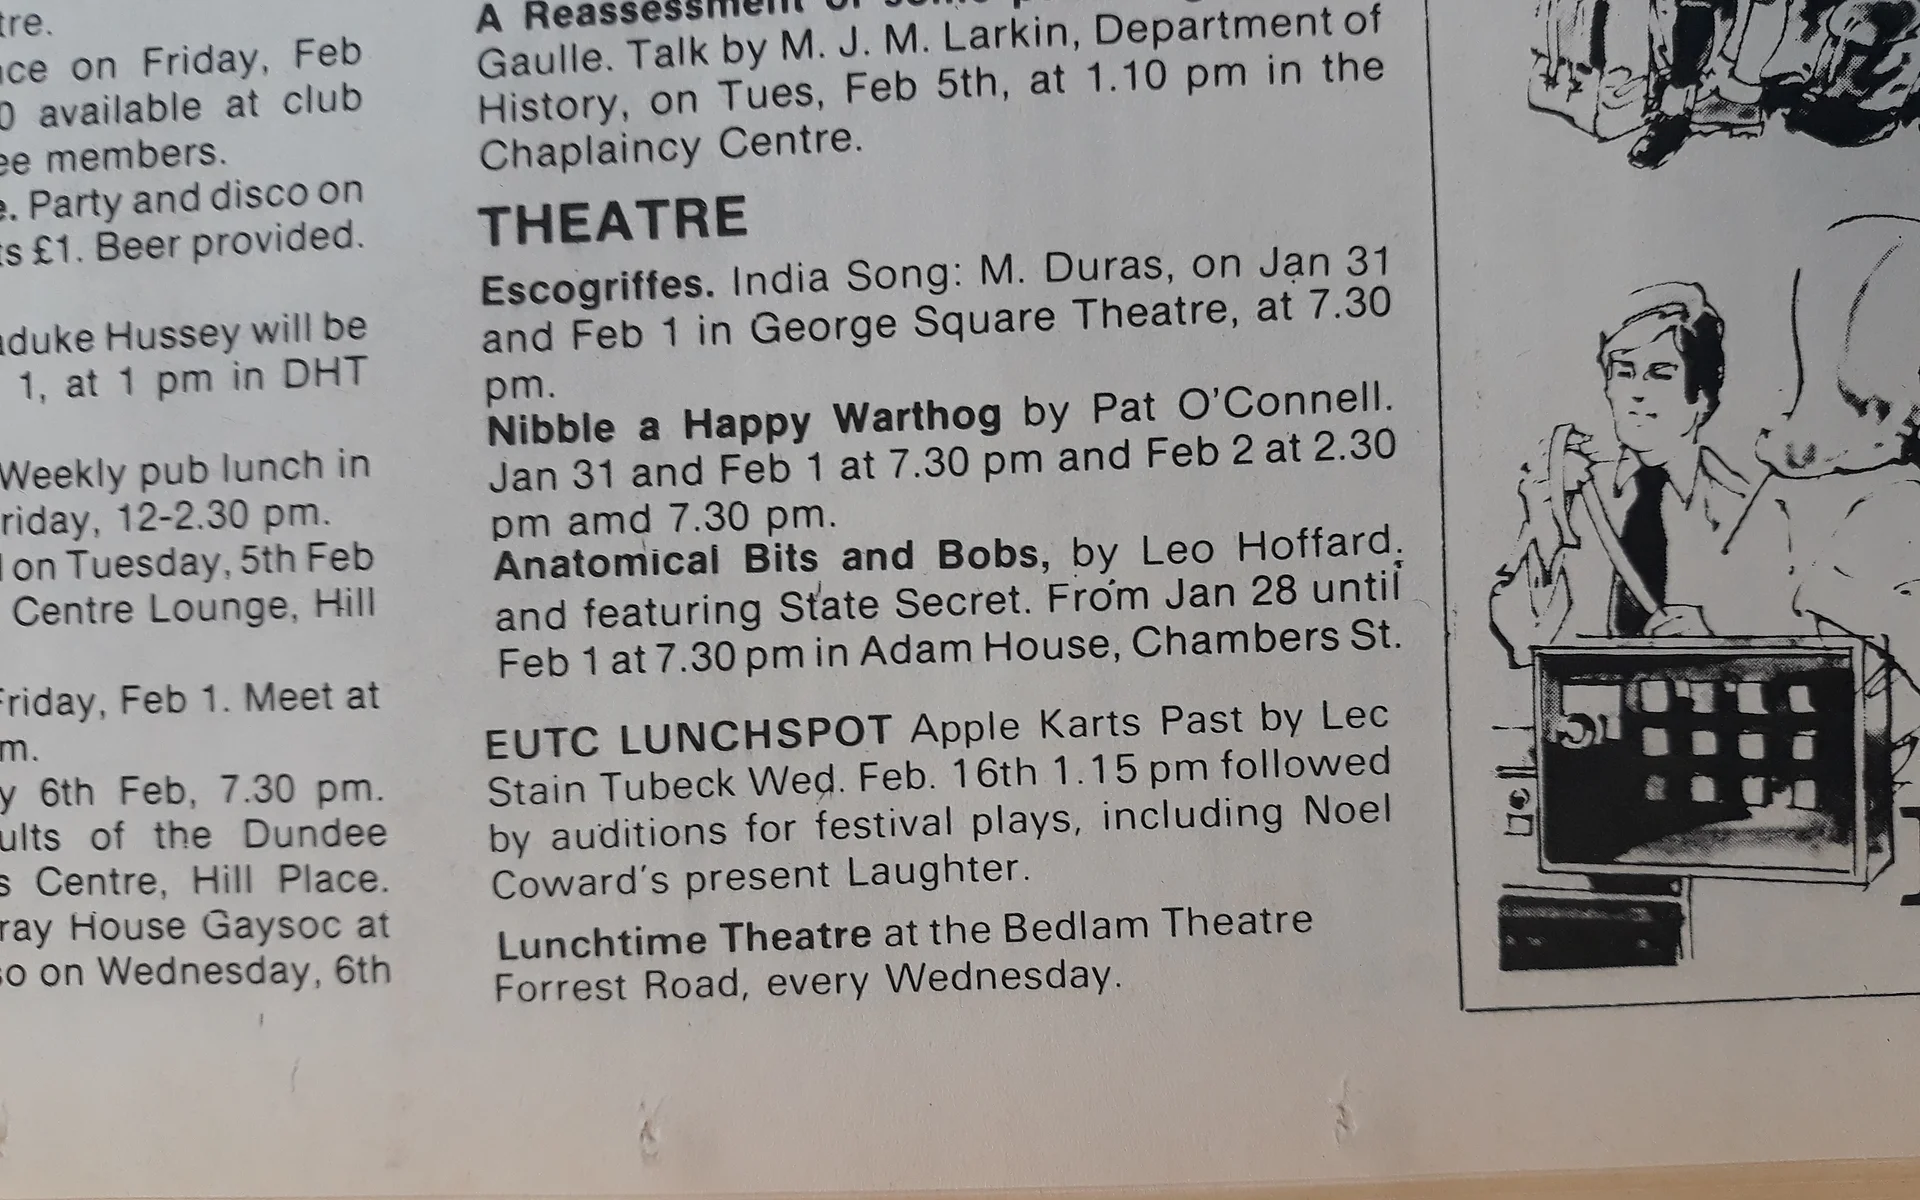 tre.
ce on Friday, Feb
0 available at club
ee members.
e. Party and disco on
ts £1. Beer provided.
aduke Hussey will be
1, at 1 pm in DHT
Weekly pub lunch in
riday, 12-2.30 pm.
on Tuesday, 5th Feb
Centre Lounge, Hill
Friday, Feb 1. Meet at
m.
y 6th Feb, 7.30 pm.
ults of the Dundee
s Centre, Hill Place.
ray House Gaysoc at
so on Wednesday, 6th
A Reassessment of some
Gaulle. Talk by M. J. M. Larkin, Department of
History, on Tues, Feb 5th, at 1.10 pm in the
Chaplaincy Centre.
THEATRE
Escogriffes. India Song: M. Duras, on Jan 31
and Feb 1 in George Square Theatre, at 7.30
pm.
Nibble a Happy Warthog by Pat O'Connell.
Jan 31 and Feb 1 at 7.30 pm and Feb 2 at 2.30
pm amd 7.30 pm.
Anatomical Bits and Bobs, by Leo Hoffard.
and featuring State Secret. From Jan 28 until
Feb 1 at 7.30 pm in Adam House, Chambers St.
EUTC LUNCHSPOT Apple Karts Past by Lec
Stain Tubeck Wed. Feb. 16th 1.15 pm followed
by auditions for festival plays, including Noel
Coward's present Laughter.
Lunchtime Theatre at the Bedlam Theatre
Forrest Road, every Wednesday.